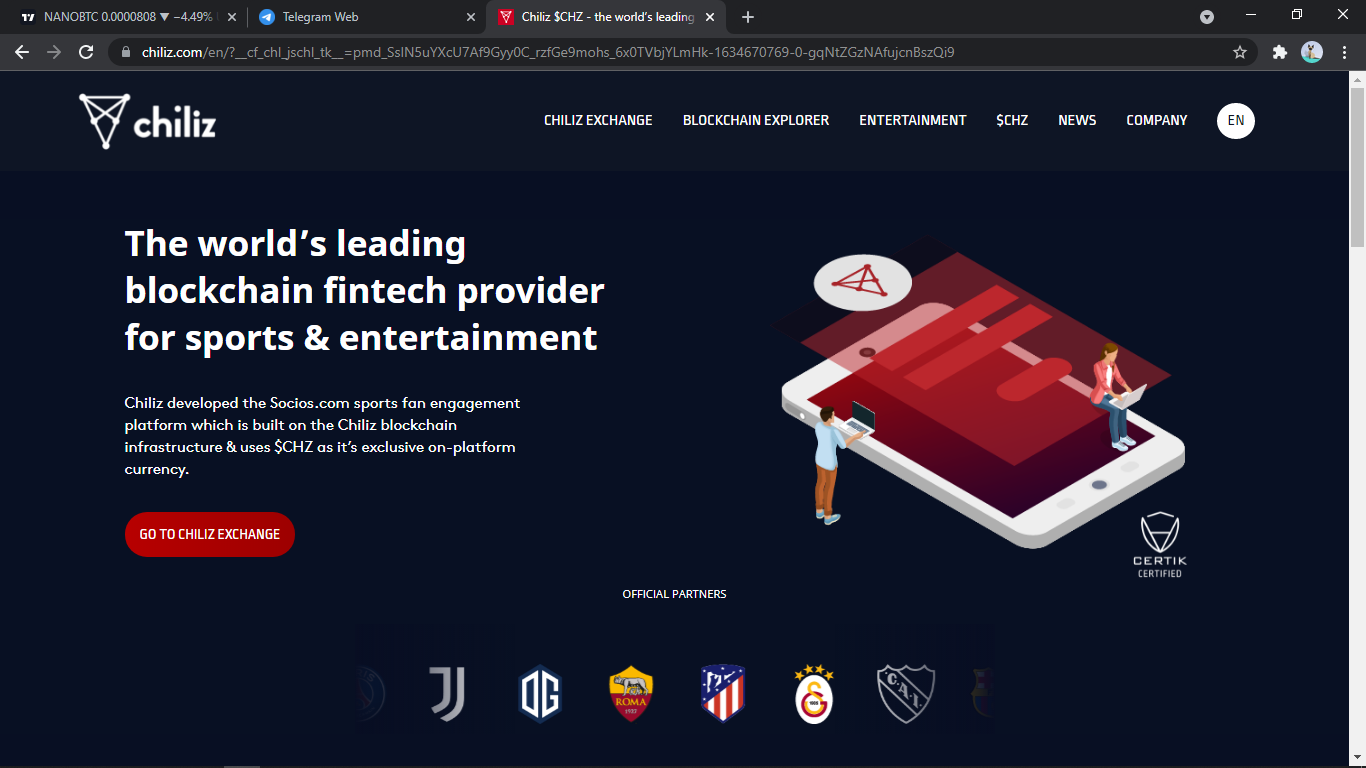 NANOBTC 0.0000808 ▼ −4.49%
Telegram Web
Chiliz $CHZ - the world's leading
chiliz.com/en/?__cf_chl_jschl_tk__=pmd_SsIN5uYXcU7Af9Gyy0C_rzfGe9mohs_6x0TVbjYLmHk-1634670769-0-gqNtZGzNAfujcnBszQi9
chiliz
CHILIZ EXCHANGE
BLOCKCHAIN EXPLORER
ENTERTAINMENT
$CHZ
NEWS
COMPANY
EN
The world's leading
blockchain fintech provider
for sports & entertainment
Chiliz developed the Socios.com sports fan engagement
platform which is built on the Chiliz blockchain
infrastructure & uses $CHZ as it's exclusive on-platform
currency.
GO TO CHILIZ EXCHANGE
CERTIK
CERTIFIED
OFFICIAL PARTNERS
J
OG
ROMA
1927
C.A.I.